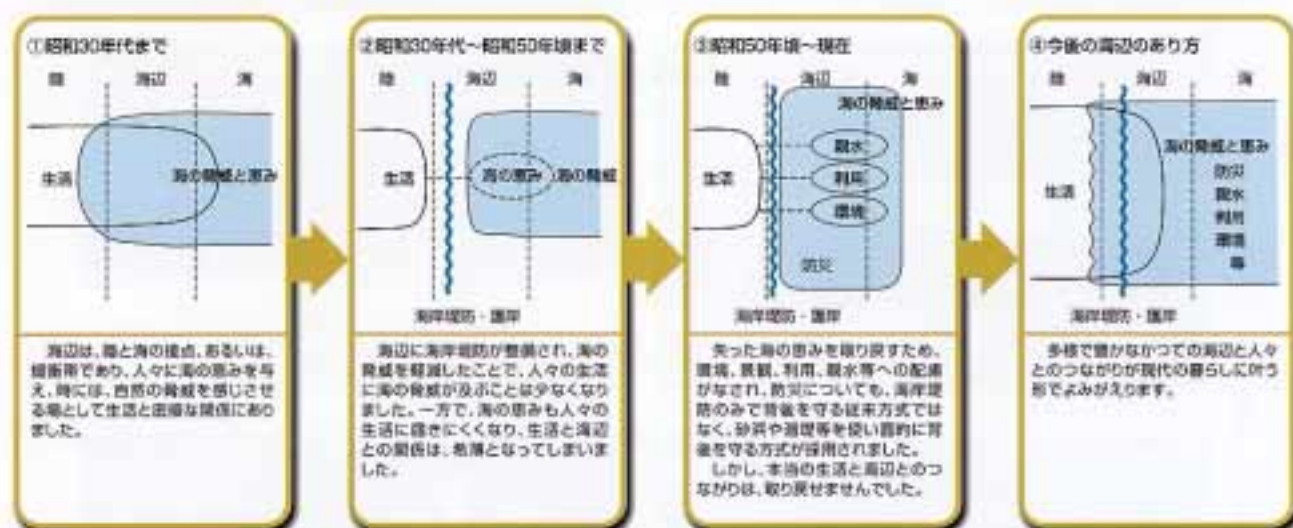 ①昭和30年代まで
陸 海辺 海
生活 海の脅威と恵み
海辺は、陸と海の接点、あるいは、
緩衝帯であり、人々に海の恵みを与
え、時には、自然の脅威を感じさせ
る場として生活と密接な関係にあり
ました。
②昭和30年代〜昭和50年頃まで
陸 海辺 海
生活 海の恵み 海の脅威
海岸堤防・護岸
海辺に海岸堤防が整備され、海の
脅威を軽減したことで、人々の生活
に海の脅威が及ぶことは少なくなり
ました。一方で、海の恵みも人々の
生活に届きにくくなり、生活と海辺
との関係は、希薄となってしまいま
した。
③昭和50年頃〜現在
陸 海辺 海
海の脅威と恵み
親水
生活 利用
環境
防災
海岸堤防・護岸
失った海の恵みを取り戻すため、
環境、景観、利用、親水等への配慮
がなされ、防災についても、海岸堤
防のみで背後を守る従来方式では
なく、砂浜や潜堤等を使い面的に背
後を守る方式が採用されました。
しかし、本当の生活と海辺とのつ
ながりは、取り戻せませんでした。
④今後の海辺のあり方
陸 海辺 海
海の脅威と恵み
防災
生活 親水
利用
環境
等
海岸堤防・護岸
多様で豊かなかつての海辺と人々
とのつながりが現代の暮らしに叶う
形でよみがえります。